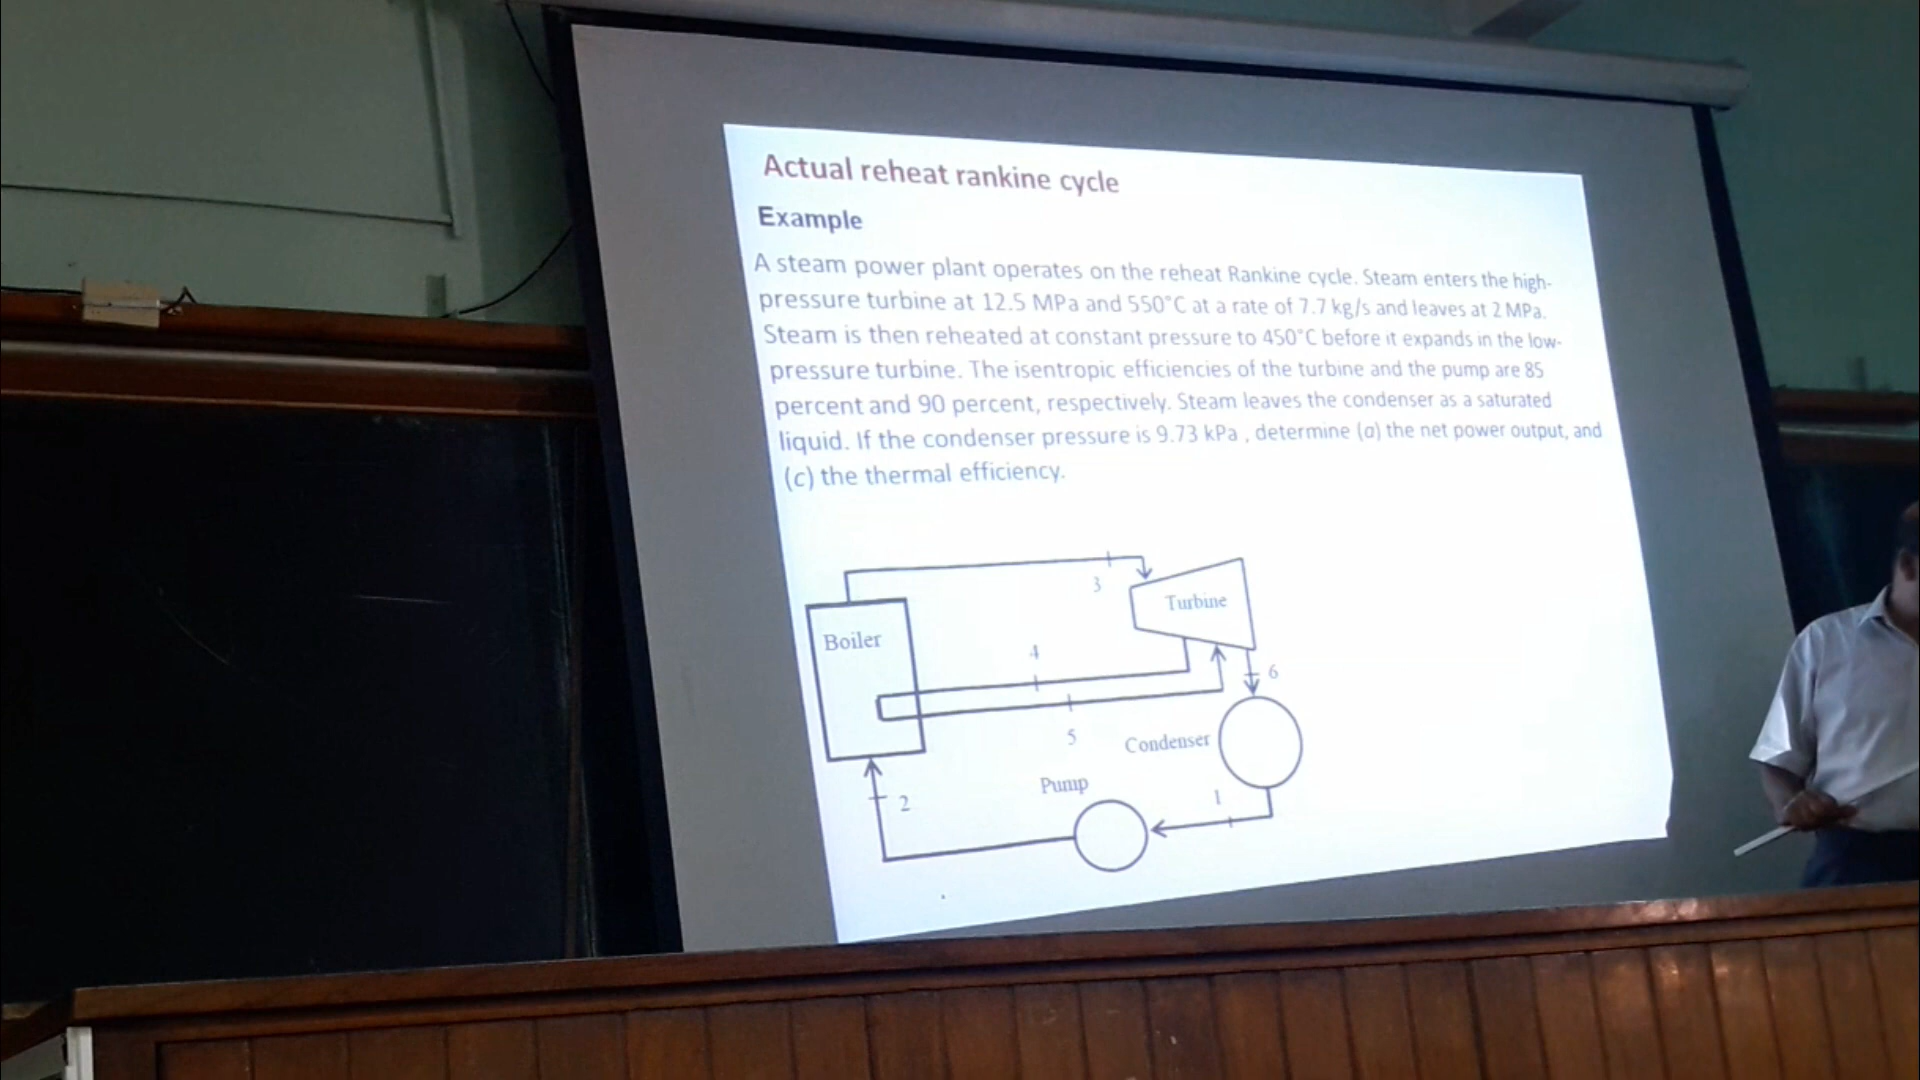 Actual reheat rankine cycle
Example
A steam power plant operates on the reheat Rankine cycle. Steam enters the high-
pressure turbine at 12.5 MPa and 550°C at a rate of 7.7 kg/s and leaves at 2 MPa.
Steam is then reheated at constant pressure to 450°C before it expands in the low-
pressure turbine. The isentropic efficiencies of the turbine and the pump are 85
percent and 90 percent, respectively. Steam leaves the condenser as a saturated
liquid. If the condenser pressure is 9.73 kPa , determine (a) the net power output, and
(c) the thermal efficiency.
3
Turbine
Boiler
4
6
5
Condenser
Pump
1
2